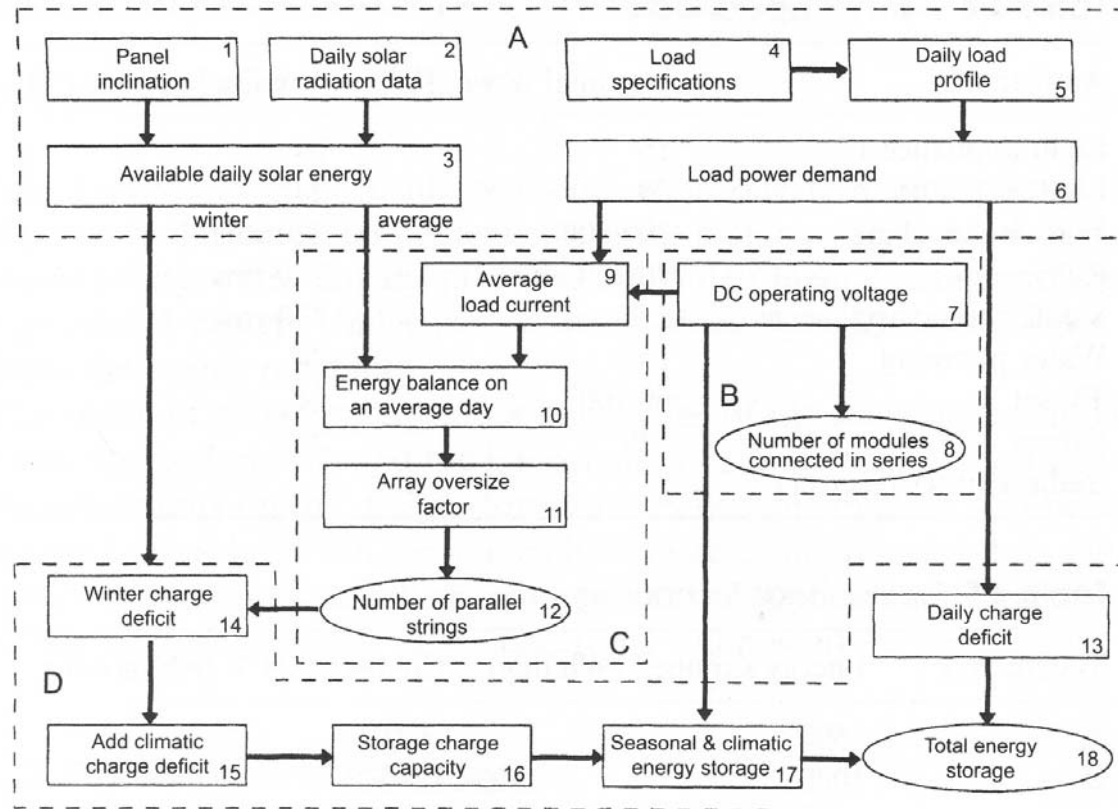 A
Panel
inclination
1
Daily solar
radiation data
2
Load
specifications
4
Daily load
profile
5
Available daily solar energy
3
Load power demand
6
winter
average
Average
load current
9
DC operating voltage
7
Energy balance on
an average day
10
B
Number of modules
connected in series
8
Array oversize
factor
11
Winter charge
deficit
14
Number of parallel
strings
12
C
Daily charge
deficit
13
D
Add climatic
charge deficit
15
Storage charge
capacity
16
Seasonal & climatic
energy storage
17
Total energy
storage
18